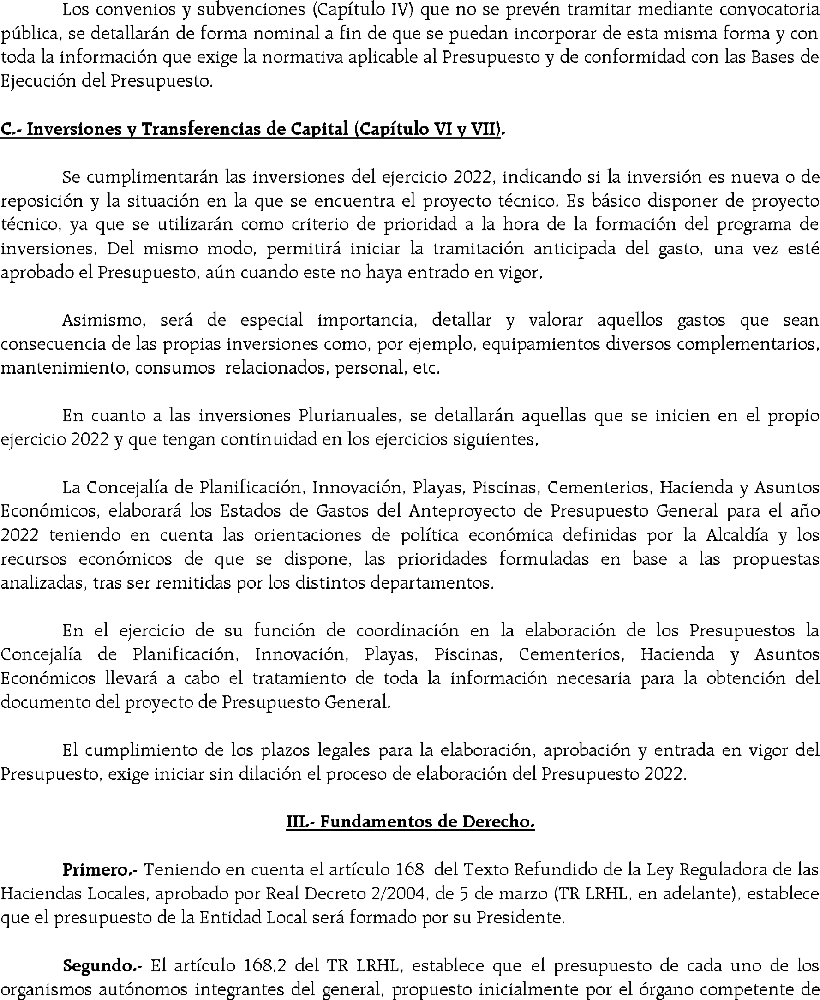 Los convenios y subvenciones (Capítulo IV) que no se prevén tramitar mediante convocatoria
pública, se detallarán de forma nominal a fin de que se puedan incorporar de esta misma forma y con
toda la información que exige la normativa aplicable al Presupuesto y de conformidad con las Bases de
Ejecución del Presupuesto.
C.- Inversiones y Transferencias de Capital (Capítulo VI y VII).
Se cumplimentarán las inversiones del ejercicio 2022, indicando si la inversión es nueva o de
reposición y la situación en la que se encuentra el proyecto técnico. Es básico disponer de proyecto
técnico, ya que se utilizarán como criterio de prioridad a la hora de la formación del programa de
inversiones. Del mismo modo, permitirá iniciar la tramitación anticipada del gasto, una vez esté
aprobado el Presupuesto, aún cuando este no haya entrado en vigor.
Asimismo, será de especial importancia, detallar y valorar aquellos gastos que sean
consecuencia de las propias inversiones como, por ejemplo, equipamientos diversos complementarios,
mantenimiento, consumos  relacionados, personal, etc.
En cuanto a las inversiones Plurianuales, se detallarán aquellas que se inicien en el propio
ejercicio 2022 y que tengan continuidad en los ejercicios siguientes.
La Concejalía de Planificación, Innovación, Playas, Piscinas, Cementerios, Hacienda y Asuntos
Económicos, elaborará los Estados de Gastos del Anteproyecto de Presupuesto General para el año
2022 teniendo en cuenta las orientaciones de política económica definidas por la Alcaldía y los
recursos económicos de que se dispone, las prioridades formuladas en base a las propuestas
analizadas, tras ser remitidas por los distintos departamentos.
En el ejercicio de su función de coordinación en la elaboración de los Presupuestos la
Concejalía de Planificación, Innovación, Playas, Piscinas, Cementerios, Hacienda y Asuntos
Económicos llevará a cabo el tratamiento de toda la información necesaria para la obtención del
documento del proyecto de Presupuesto General.
El cumplimiento de los plazos legales para la elaboración, aprobación y entrada en vigor del
Presupuesto, exige iniciar sin dilación el proceso de elaboración del Presupuesto 2022.
III.- Fundamentos de Derecho.
Primero.- Teniendo en cuenta el artículo 168  del Texto Refundido de la Ley Reguladora de las
Haciendas Locales, aprobado por Real Decreto 2/2004, de 5 de marzo (TR LRHL, en adelante), establece
que el presupuesto de la Entidad Local será formado por su Presidente.
Segundo.- El artículo 168.2 del TR LRHL, establece que el presupuesto de cada uno de los
organismos autónomos integrantes del general, propuesto inicialmente por el órgano competente de